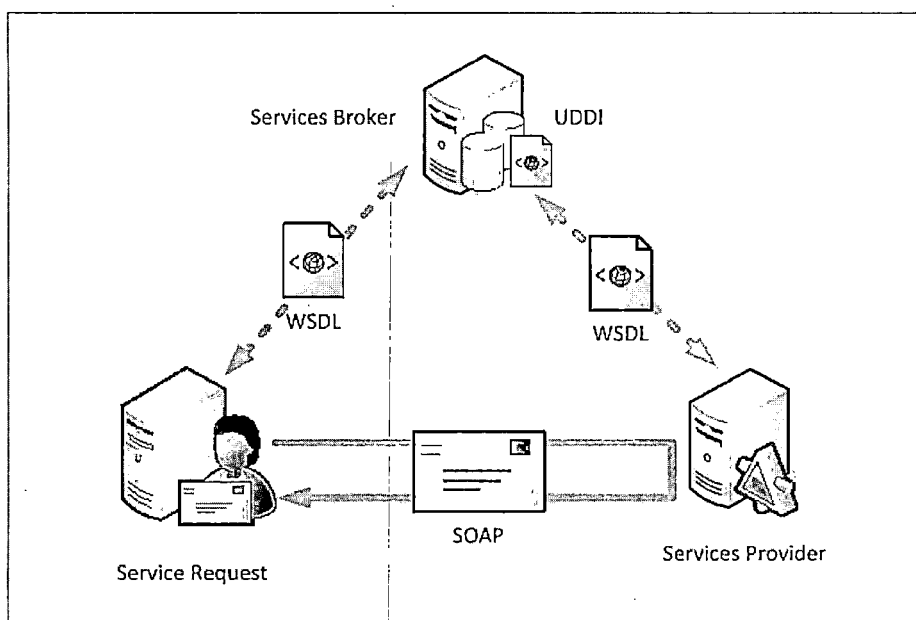 Services Broker
UDDI
WSDL
WSDL
SOAP
Services Provider
Service Request